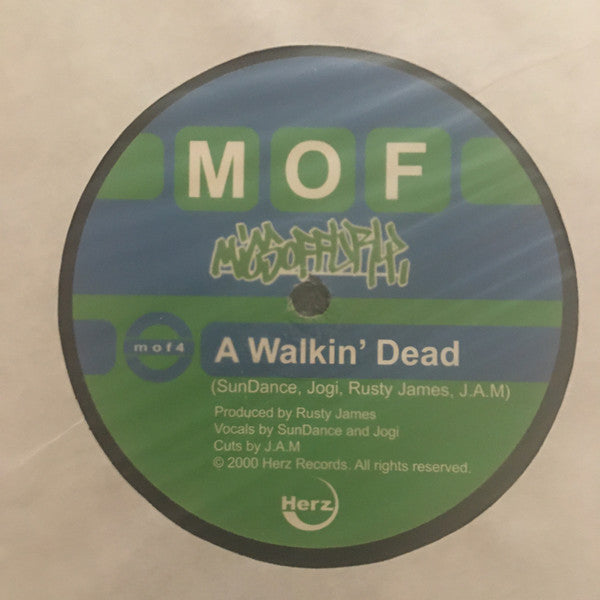 MOF
MICSOFFURY
mof4
A Walkin' Dead
(SunDance, Jogi, Rusty James, J.A.M)
Produced by Rusty James
Vocals by SunDance and Jogi
Cuts by J.A.M
© 2000 Herz Records. All rights reserved.
Herz